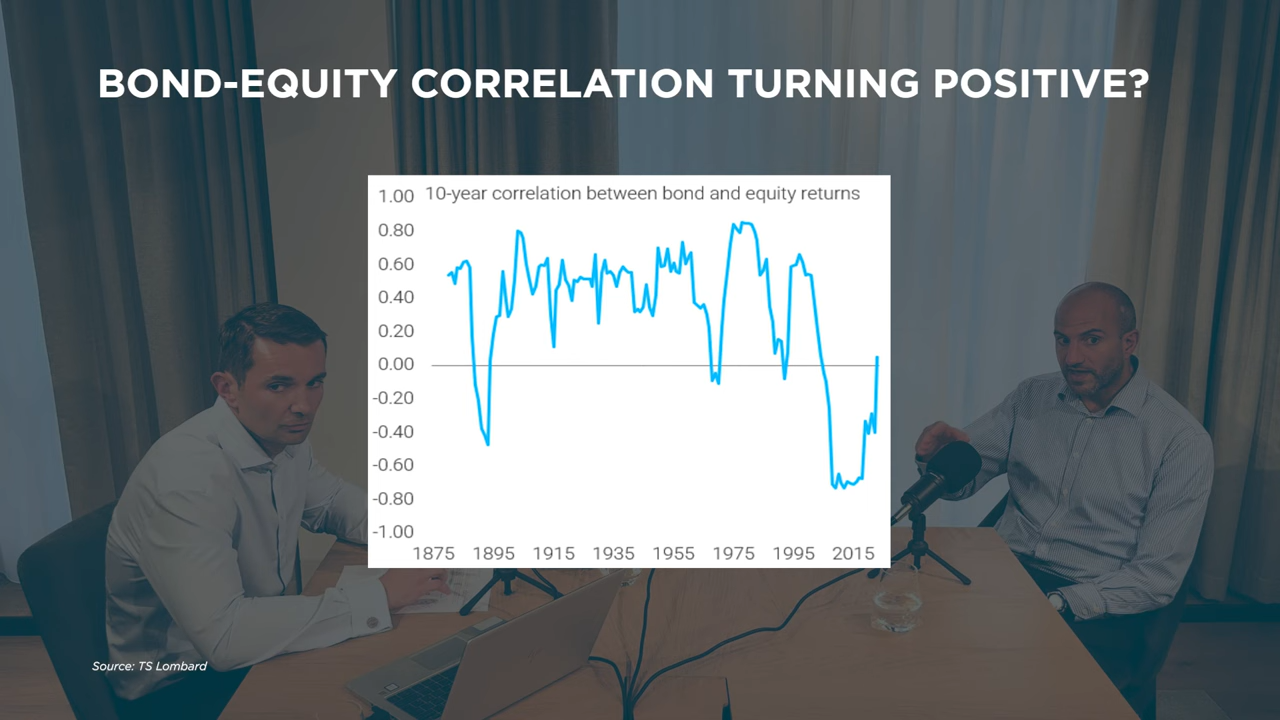 BOND-EQUITY CORRELATION TURNING POSITIVE?
10-year correlation between bond and equity returns
1.00
0.80
0.60
0.40
0.20
0.00
-0.20
-0.40
-0.60
-0.80
-1.00
1875 1895 1915 1935 1955 1975 1995 2015
Source: TS Lombard